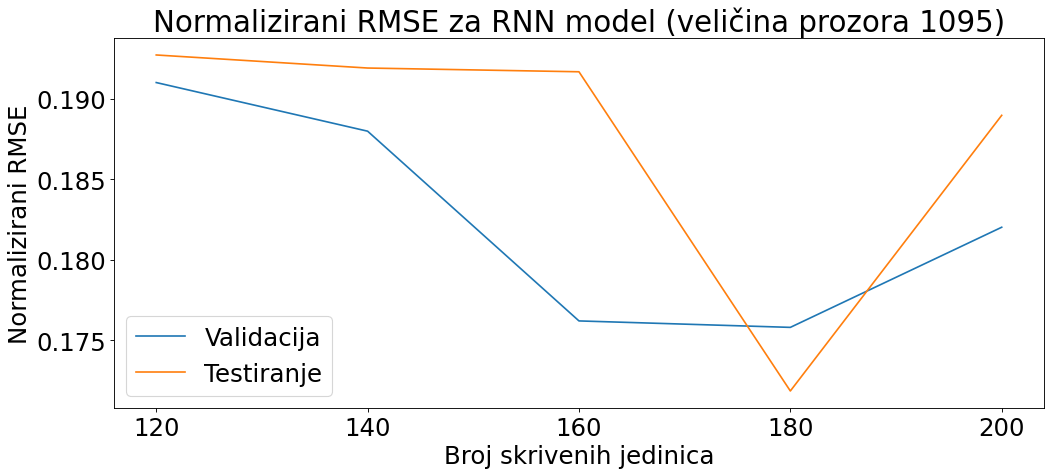 Normalizirani RMSE za RNN model (veličina prozora 1095)
Normalizirani RMSE
0.190
0.185
0.180
0.175
Validacija
Testiranje
120 140 160 180 200
Broj skrivenih jedinica